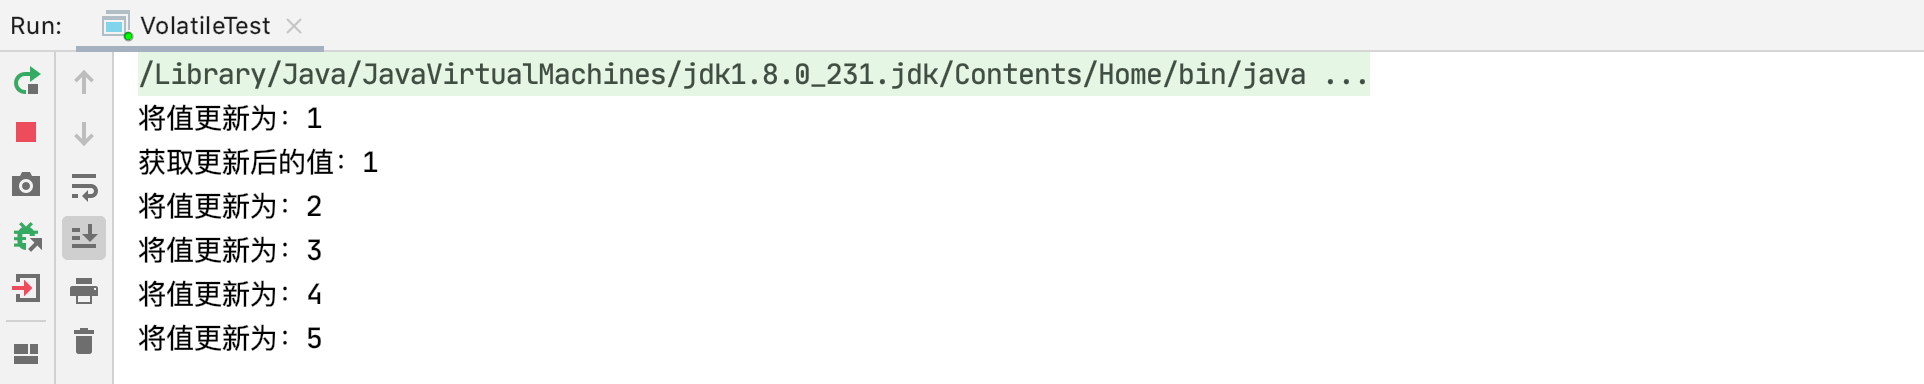 Run: VolatileTest
/Library/Java/JavaVirtualMachines/jdk1.8.0_231.jdk/Contents/Home/bin/java ...
将值更新为：1
获取更新后的值：1
将值更新为：2
将值更新为：3
将值更新为：4
将值更新为：5